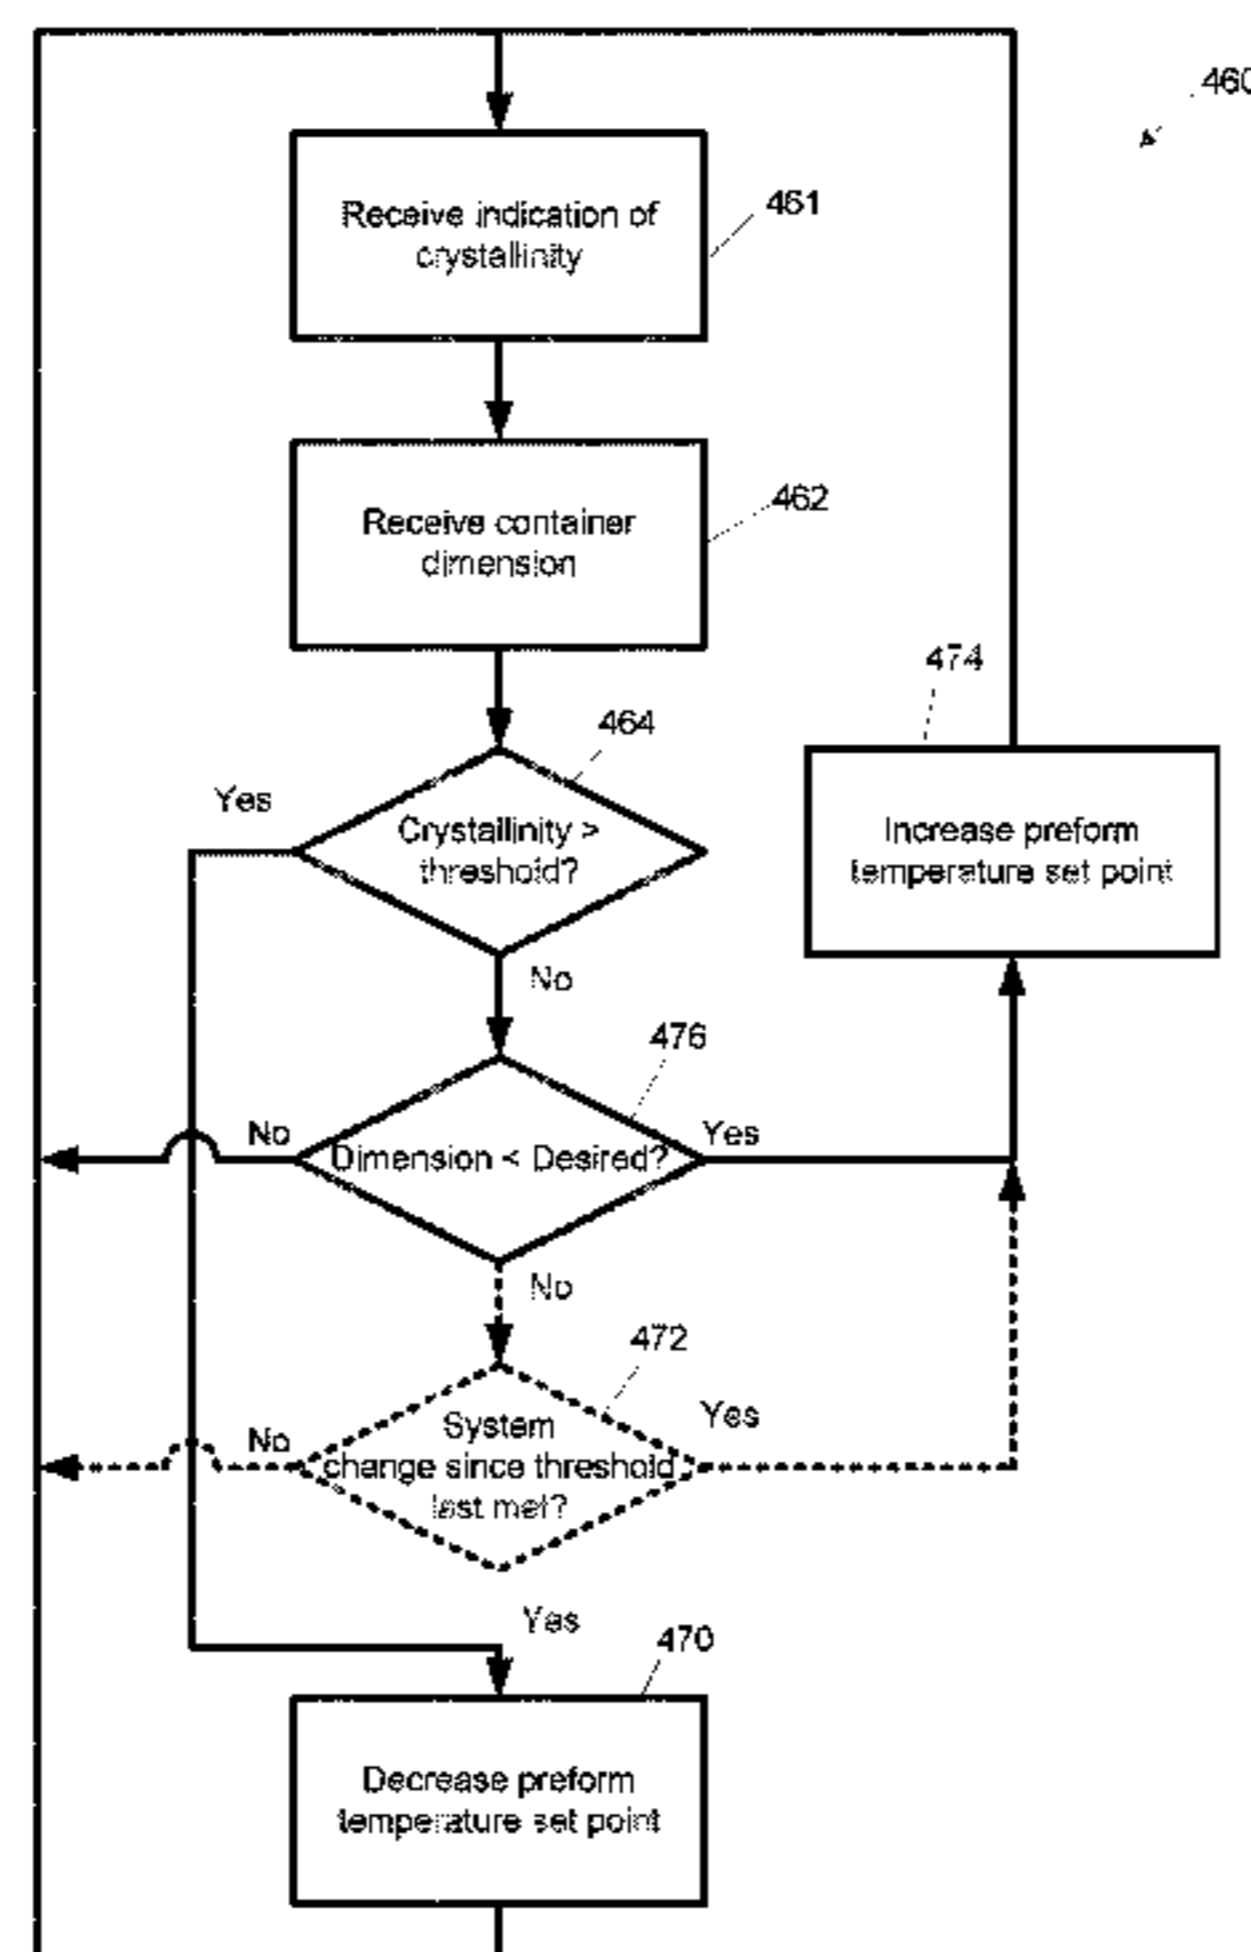 460
Receive indication of
crystallinity
461
Receive container
dimension
462
474
464
Yes
Crystallinity >
threshold?
Increase preform
temperature set point
No
476
No
Dimension < Desired?
Yes
No
472
No
System
change since threshold
last met?
Yes
Yes
470
Decrease preform
temperature set point